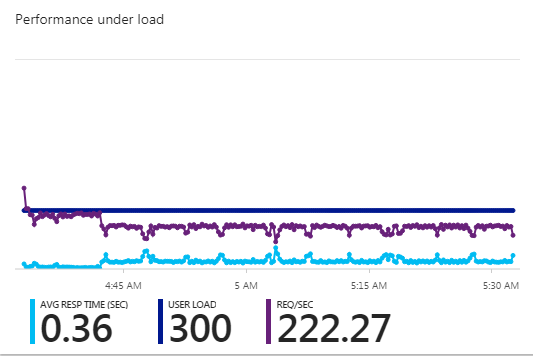 Performance under load
4:45 AM 5 AM 5:15 AM 5:30 AM
AVG RESP TIME (SEC) USER LOAD REQ/SEC
0.36 300 222.27